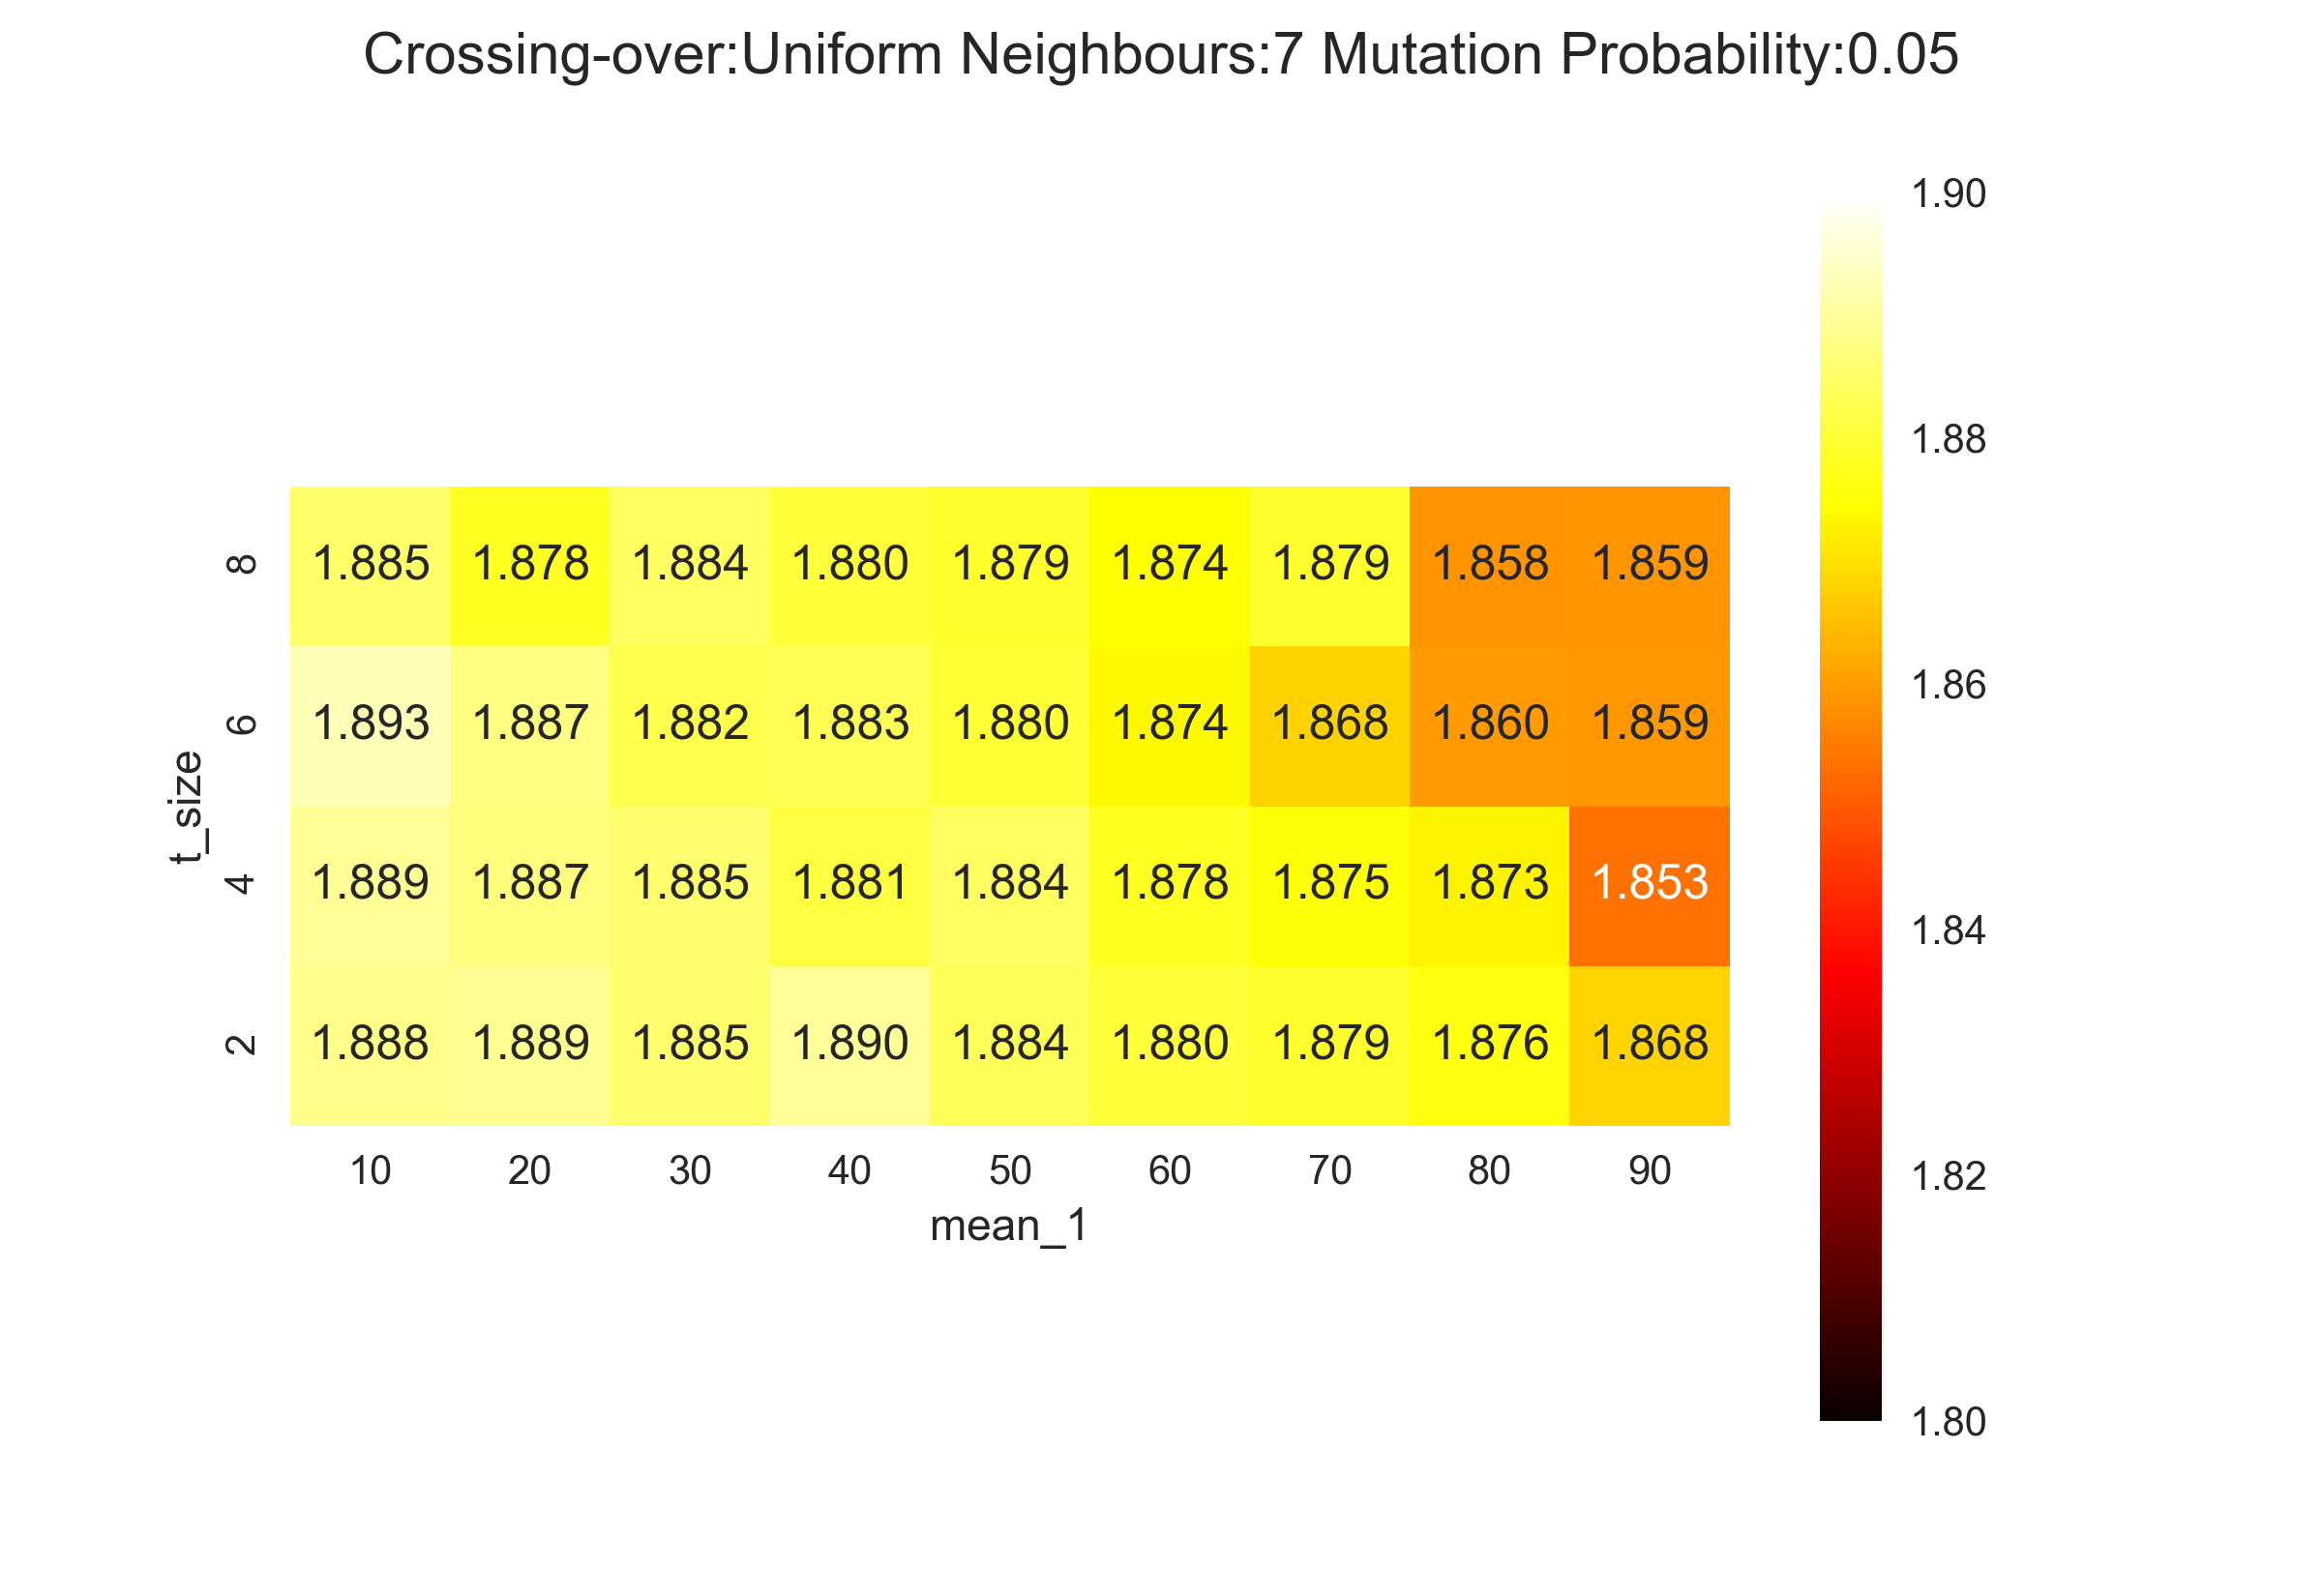 Crossing-over:Uniform Neighbours:7 Mutation Probability:0.05
1.90
1.88
1.86
1.84
1.82
1.80
t_size
8 1.885 1.878 1.884 1.880 1.879 1.874 1.879 1.858 1.859
6 1.893 1.887 1.882 1.883 1.880 1.874 1.868 1.860 1.859
4 1.889 1.887 1.885 1.881 1.884 1.878 1.875 1.873 1.853
2 1.888 1.889 1.885 1.890 1.884 1.880 1.879 1.876 1.868
10 20 30 40 50 60 70 80 90
mean_1